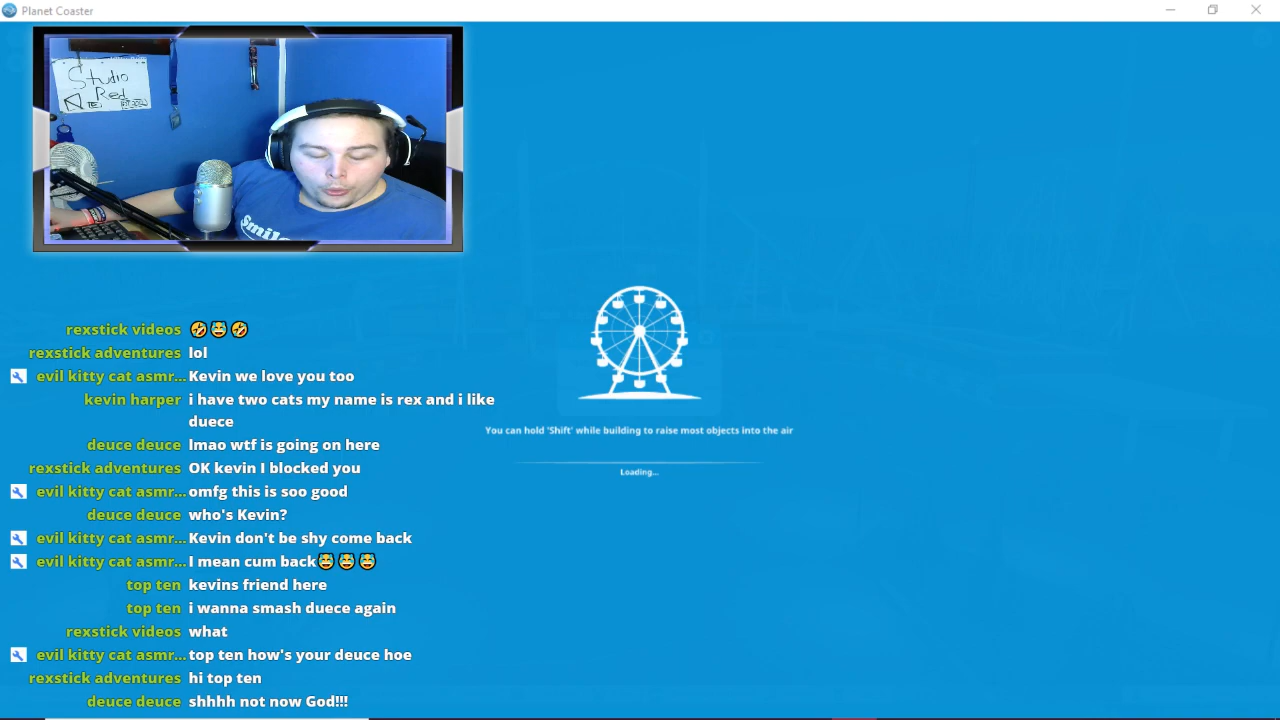 Planet Coaster
Studio
Red
Smile
rexstick videos 🤣😅🤣
rexstick adventures lol
evil kitty cat asmr... Kevin we love you too
kevin harper i have two cats my name is rex and i like
duece
deuce deuce lmao wtf is going on here
rexstick adventures OK kevin I blocked you
evil kitty cat asmr... omfg this is soo good
deuce deuce who's Kevin?
evil kitty cat asmr... Kevin don't be shy come back
evil kitty cat asmr... I mean cum back😅😅😅
top ten kevins friend here
top ten i wanna smash duece again
rexstick videos what
evil kitty cat asmr... top ten how's your deuce hoe
rexstick adventures hi top ten
deuce deuce shhhh not now God!!!
You can hold 'Shift' while building to raise most objects into the air
Loading...